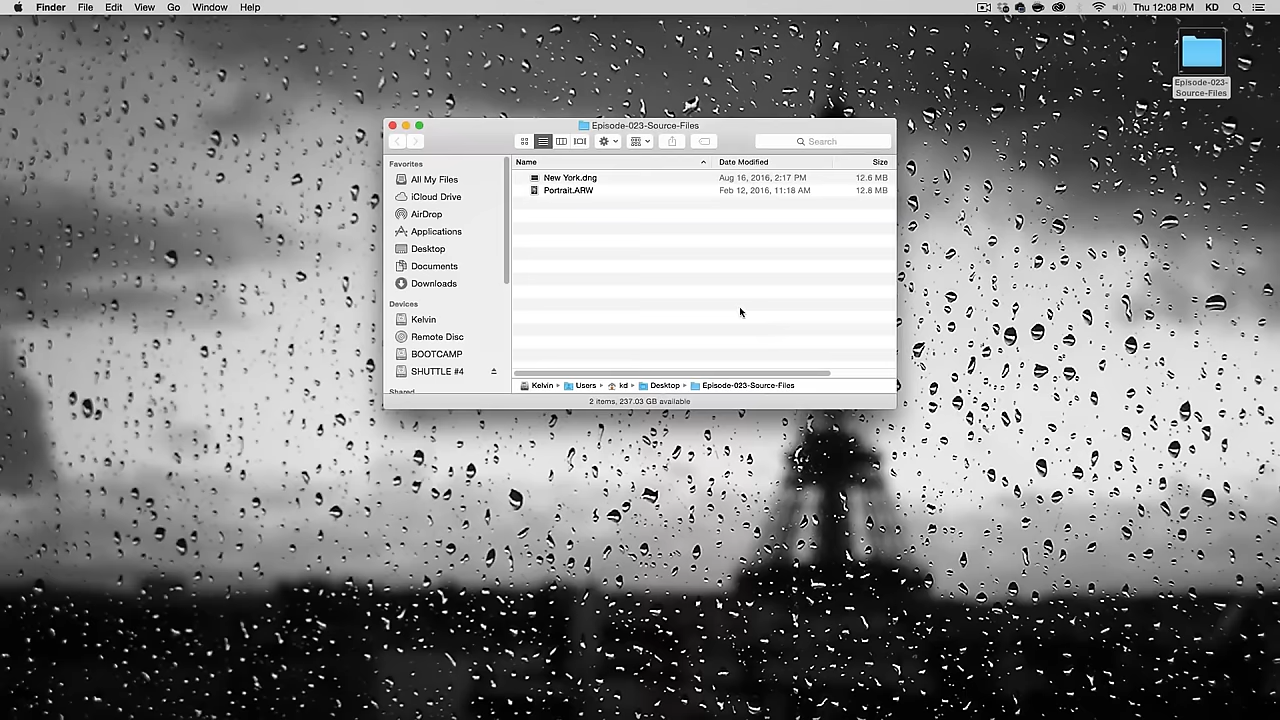 Finder File Edit View Go Window Help Thu 12:08 PM KD
Episode-023-
Source-Files
Episode-023-Source-Files
Search
Favorites
All My Files
iCloud Drive
AirDrop
Applications
Desktop
Documents
Downloads
Devices
Kelvin
Remote Disc
BOOTCAMP
SHUTTLE #4
Shared
Name Date Modified Size
New York.dng Aug 16, 2016, 2:17 PM 12.6 MB
Portrait.ARW Feb 12, 2016, 11:18 AM 12.8 MB
Kelvin Users kd Desktop Episode-023-Source-Files
2 items, 237.03 GB available